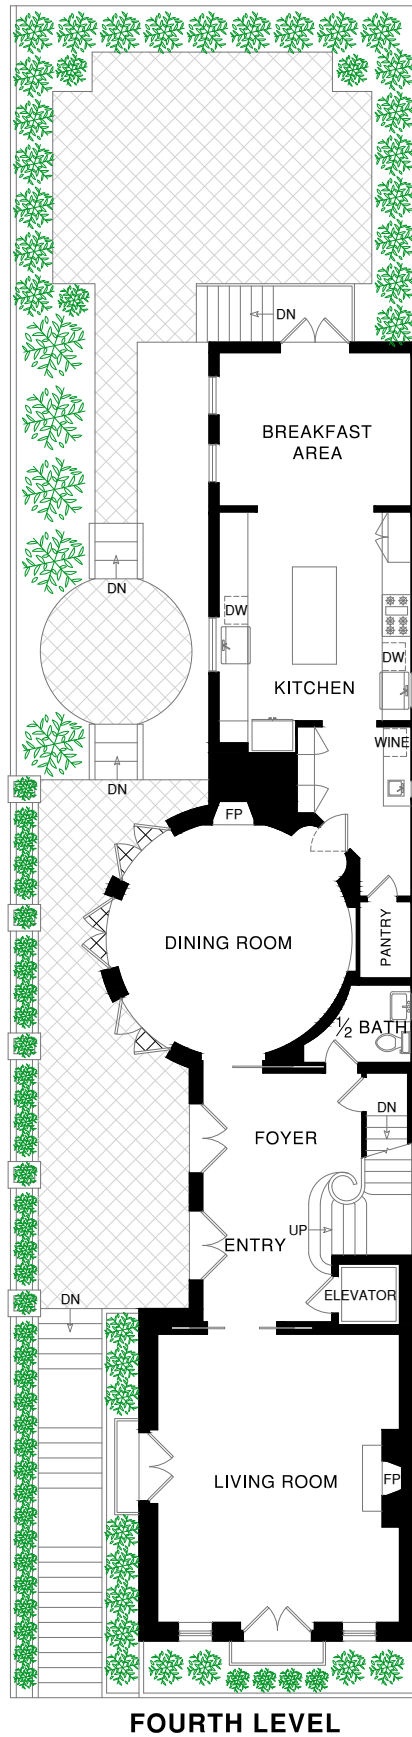 DN
BREAKFAST
AREA
DN
DW
DW
KITCHEN
WINE
DN
FP
DINING ROOM
PANTRY
½ BATH
DN
FOYER
UP
ENTRY
DN
ELEVATOR
LIVING ROOM
FP
FOURTH LEVEL